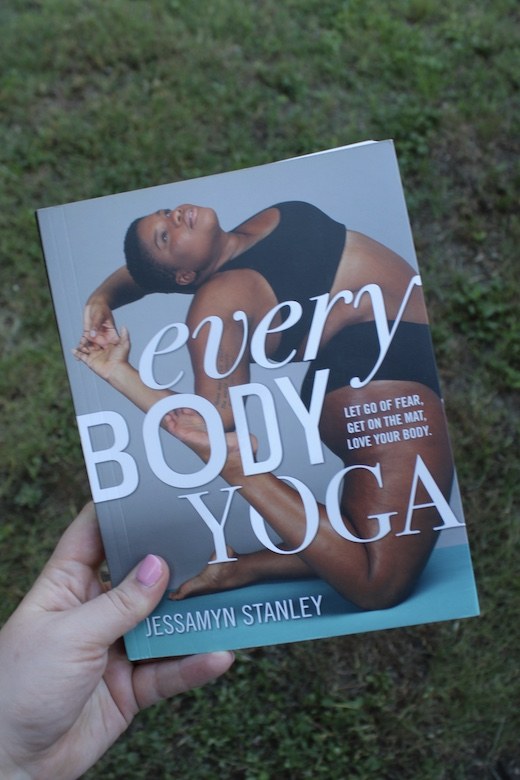 every
BODY
LET GO OF FEAR,
GET ON THE MAT,
LOVE YOUR BODY.
YOGA
JESSAMYN STANLEY